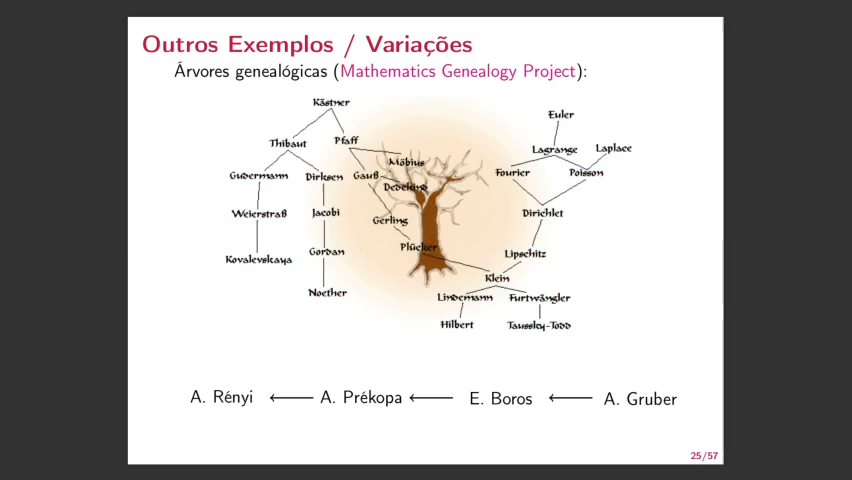 Outros Exemplos / Variações
Árvores genealógicas (Mathematics Genealogy Project):
Kästner
Euler
Thibaut
Pfaff
Lagrange
Laplace
Möbius
Gudermann
Dirksen
Gauß
Fourier
Poisson
Dedekind
Weierstraß
Jacobi
Gerling
Dirichlet
Kovalevskaya
Gordan
Plücker
Lipschitz
Klein
Noether
Lindemann
Furtwängler
Hilbert
Taussky-Todd
A. Rényi ⟵ A. Prékopa ⟵ E. Boros ⟵ A. Gruber
25/57